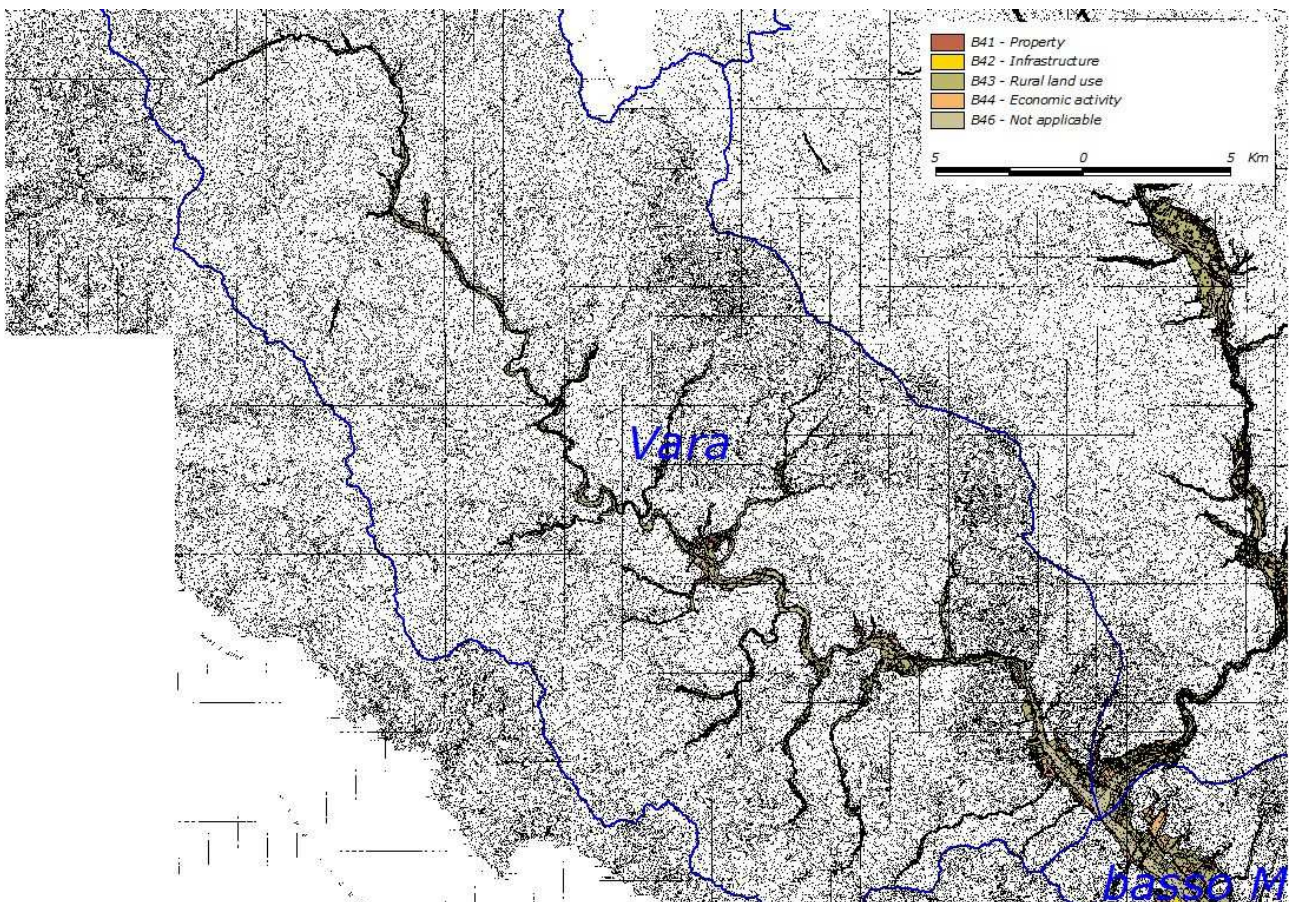 B41 - Property
B42 - Infrastructure
B43 - Rural land use
B44 - Economic activity
B46 - Not applicable
5 0 5 Km
Vara
basso M